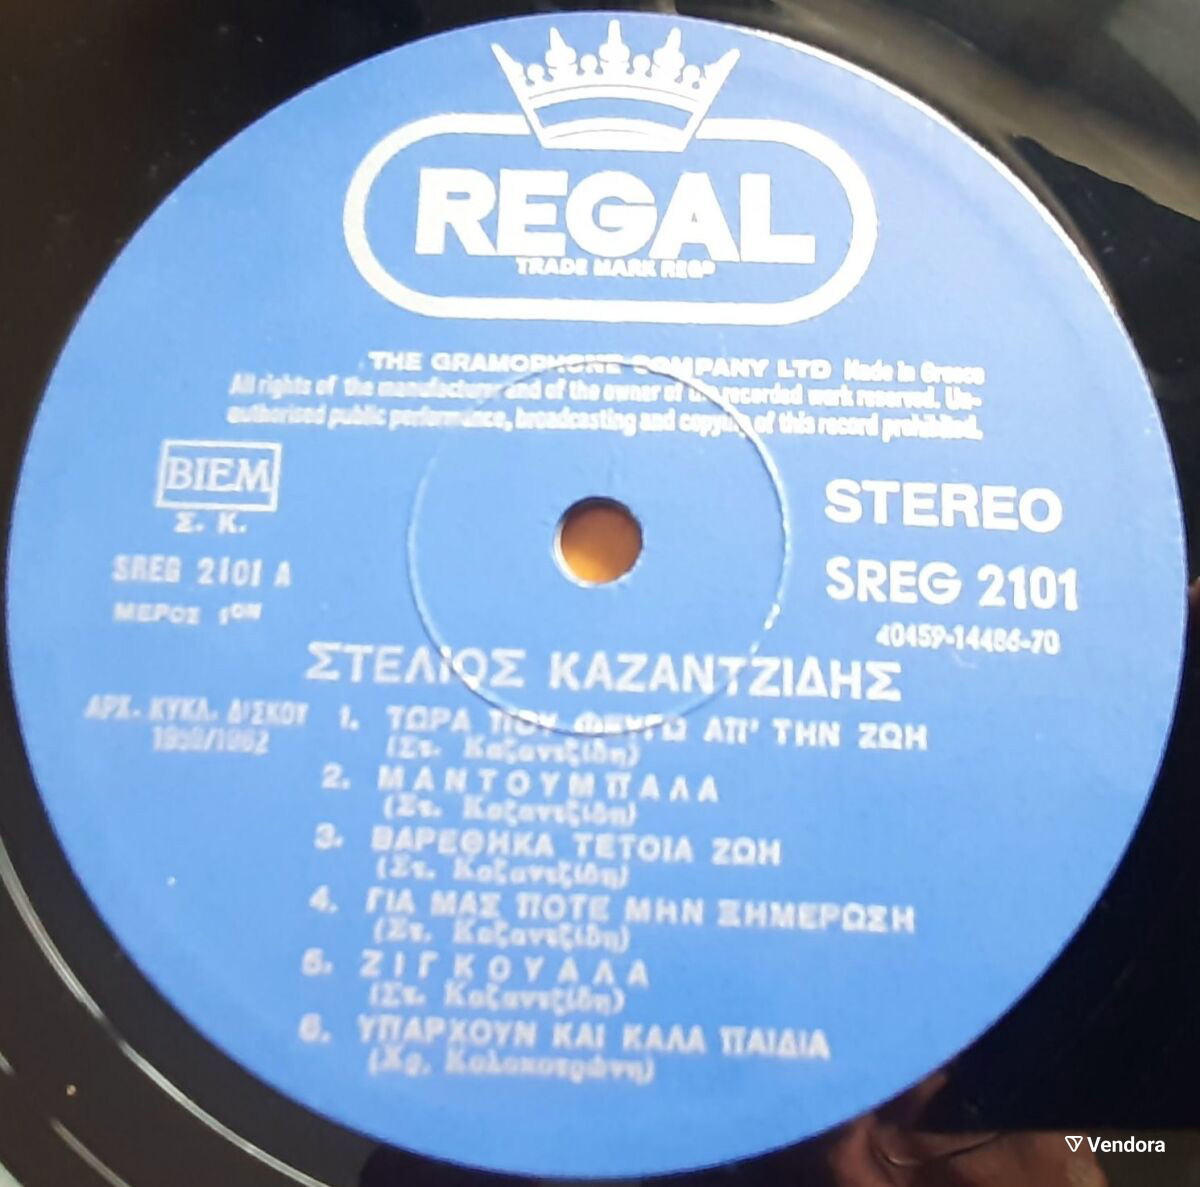 REGAL
TRADE MARK REGD
THE GRAMOPHONE COMPANY LTD Made in Greece
All rights of the manufacturer and of the owner of the recorded work reserved. Un-
authorised public performance, broadcasting and copying of this record prohibited.
BIEM
Σ. Κ.
STEREO
SREG 2101 A
SREG 2101
ΜΕΡΟΣ 1ΟΝ
40459-14486-70
ΣΤΕΛΙΟΣ ΚΑΖΑΝΤΖΙΔΗΣ
ΑΡΧ. ΚΥΚΛ. ΔΙΣΚΟΥ
1. ΤΩΡΑ ΠΟΥ ΦΕΥΓΩ ΑΠ' ΤΗΝ ΖΩΗ
(Στ. Καζαντζίδη)
2. ΜΑΝΤΟΥΜΠΑΛΑ
(Στ. Καζαντζίδη)
3. ΒΑΡΕΘΗΚΑ ΤΕΤΟΙΑ ΖΩΗ
(Στ. Καζαντζίδη)
4. ΓΙΑ ΜΑΣ ΠΟΤΕ ΜΗΝ ΞΗΜΕΡΩΣΗ
(Στ. Καζαντζίδη)
5. ΖΙΓΚΟΥΑΛΑ
(Στ. Καζαντζίδη)
6. ΥΠΑΡΧΟΥΝ ΚΑΙ ΚΑΛΑ ΠΑΙΔΙΑ
(Χρ. Κολοκοτρώνη)
Vendora